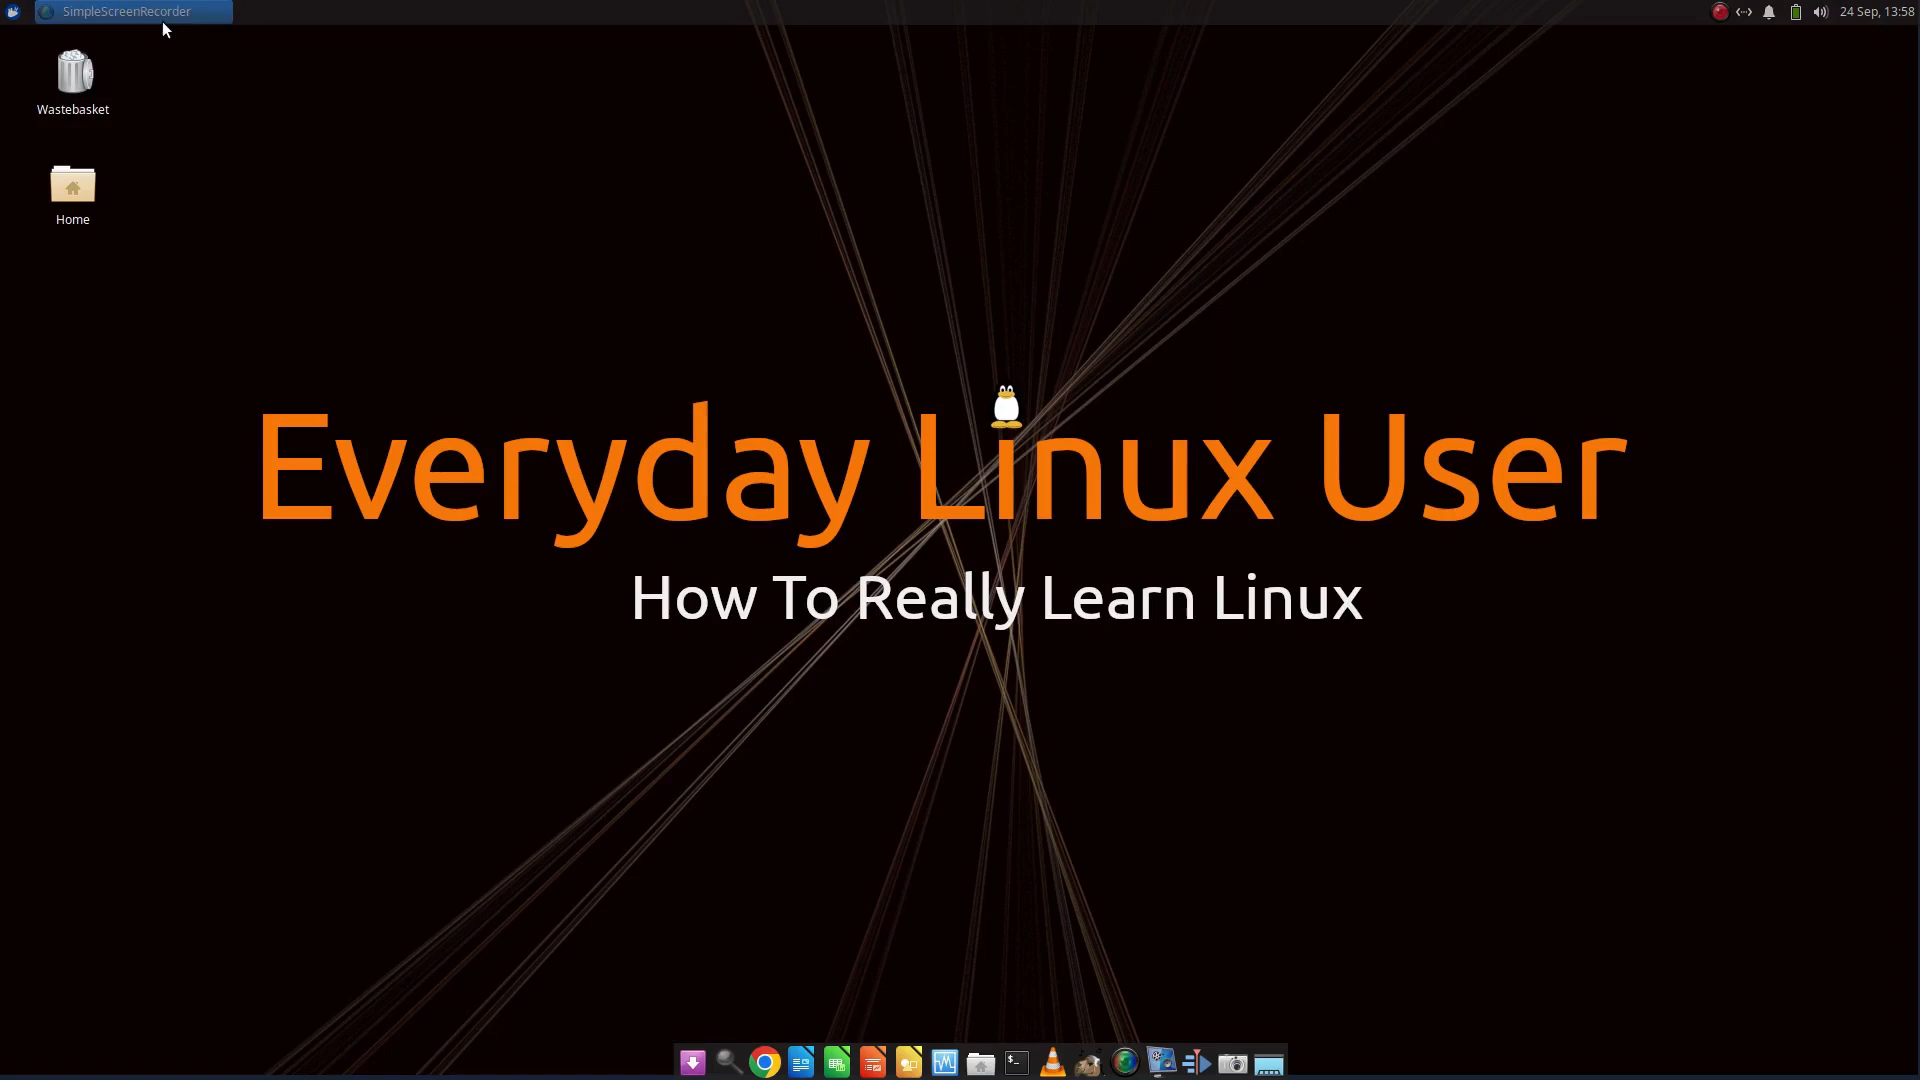 SimpleScreenRecorder
24 Sep, 13:58
Wastebasket
Home
Everyday Linux User
How To Really Learn Linux